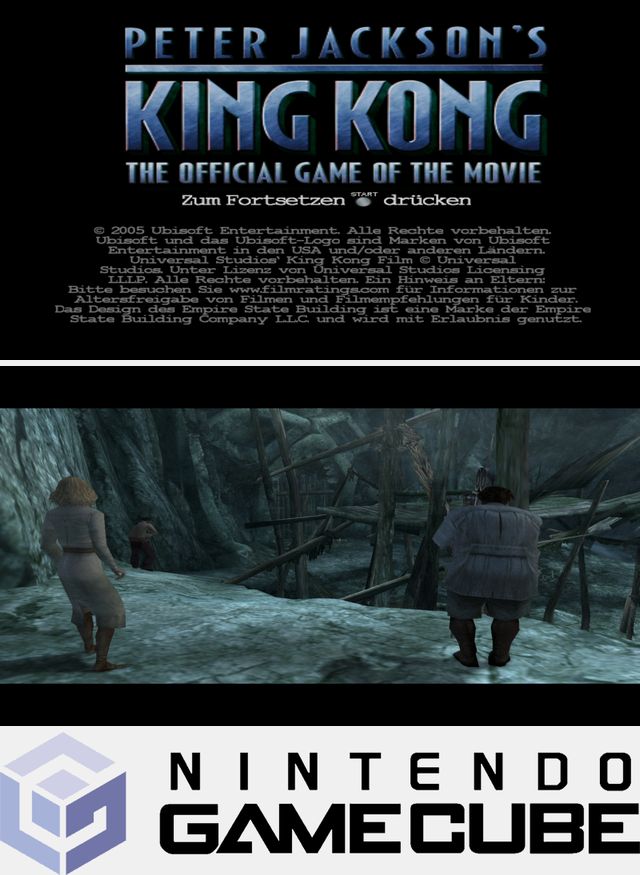 PETER JACKSON'S
KING KONG
THE OFFICIAL GAME OF THE MOVIE
Zum Fortsetzen START drücken
© 2005 Ubisoft Entertainment. Alle Rechte vorbehalten.
Ubisoft und das Ubisoft-Logo sind Marken von Ubisoft
Entertainment in den USA und/oder anderen Ländern.
Universal Studios' King Kong Film © Universal
Studios. Unter Lizenz von Universal Studios Licensing
LLLP. Alle Rechte vorbehalten. Ein Hinweis an Eltern:
Bitte besuchen Sie www.filmratings.com für Informationen zur
Altersfreigabe von Filmen und Filmempfehlungen für Kinder.
Das Design des Empire State Building ist eine Marke der Empire
State Building Company L.L.C. und wird mit Erlaubnis genutzt.
NINTENDO
GAMECUBE